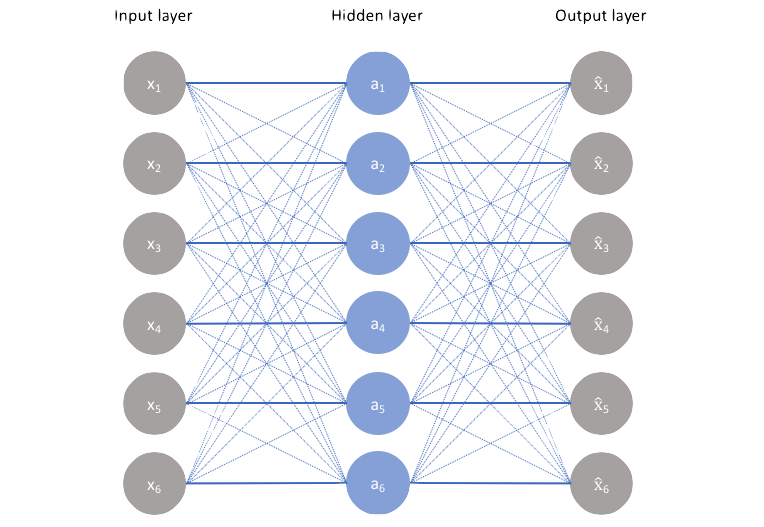 Input layer Hidden layer Output layer
x₁ a₁ x̂₁
x₂ a₂ x̂₂
x₃ a₃ x̂₃
x₄ a₄ x̂₄
x₅ a₅ x̂₅
x₆ a₆ x̂₆